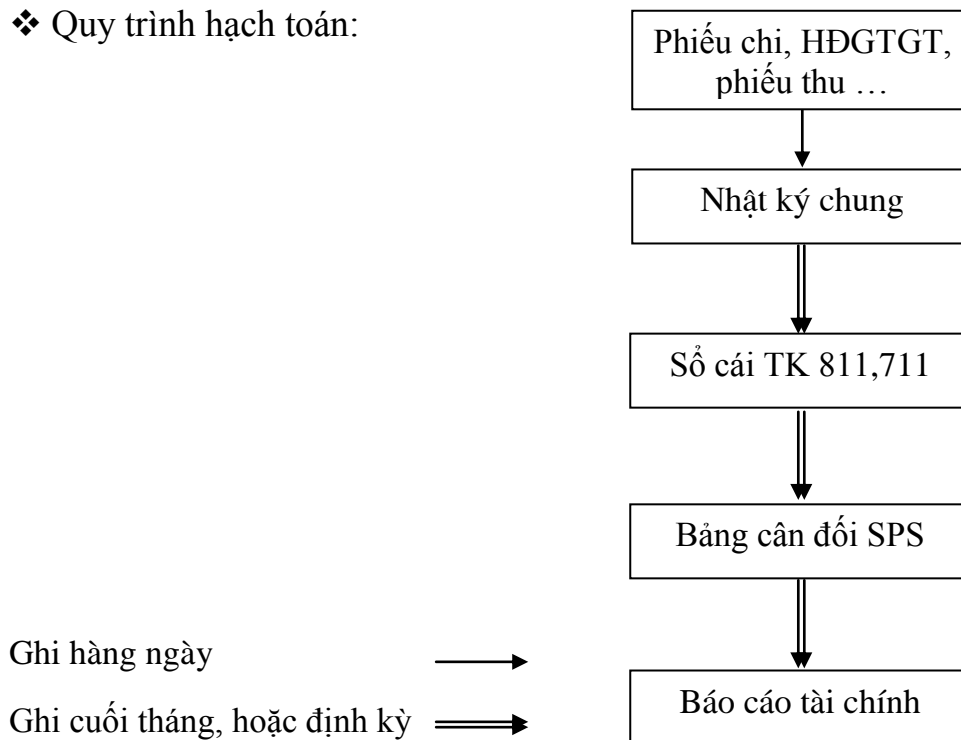 ❖ Quy trình hạch toán:
Phiếu chi, HĐGTGT,
phiếu thu …
Nhật ký chung
Sổ cái TK 811,711
Bảng cân đối SPS
Báo cáo tài chính
Ghi hàng ngày
Ghi cuối tháng, hoặc định kỳ